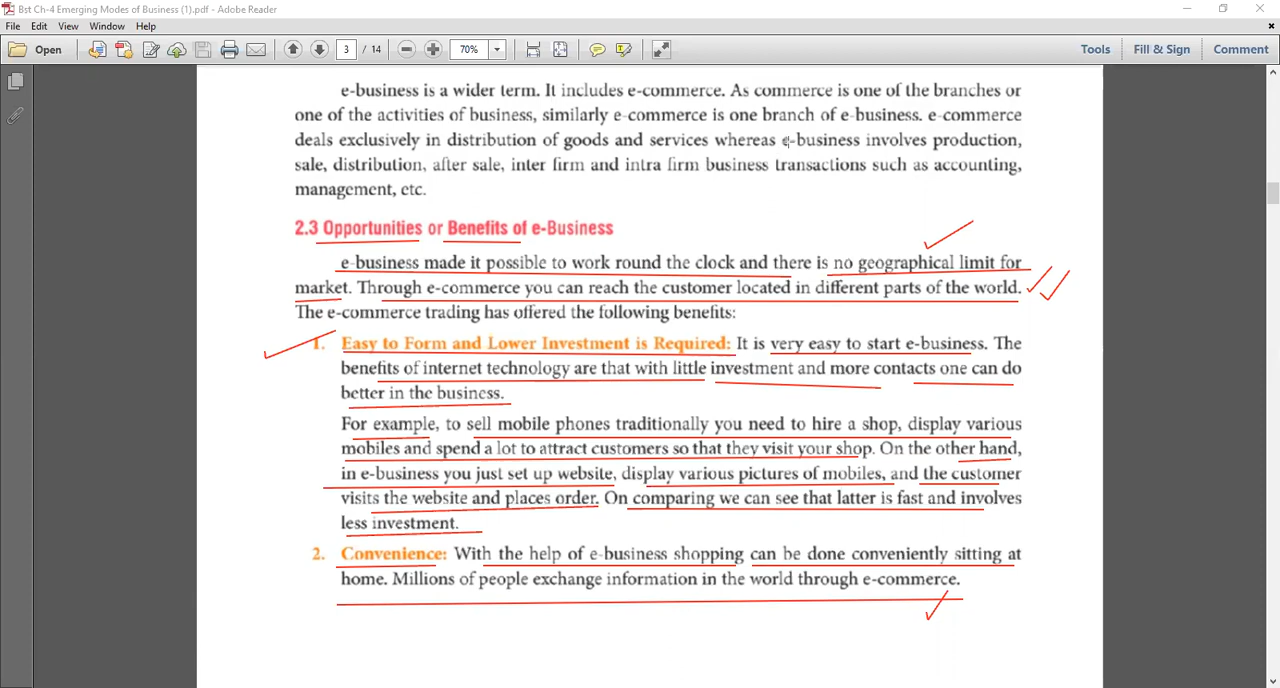 Bst Ch-4 Emerging Modes of Business (1).pdf - Adobe Reader
File Edit View Window Help
Open 3 / 14 70% Tools Fill & Sign Comment
e-business is a wider term. It includes e-commerce. As commerce is one of the branches or
one of the activities of business, similarly e-commerce is one branch of e-business. e-commerce
deals exclusively in distribution of goods and services whereas e-business involves production,
sale, distribution, after sale, inter firm and intra firm business transactions such as accounting,
management, etc.
2.3 Opportunities or Benefits of e-Business
e-business made it possible to work round the clock and there is no geographical limit for
market. Through e-commerce you can reach the customer located in different parts of the world.
The e-commerce trading has offered the following benefits:
1. Easy to Form and Lower Investment is Required: It is very easy to start e-business. The
benefits of internet technology are that with little investment and more contacts one can do
better in the business.
For example, to sell mobile phones traditionally you need to hire a shop, display various
mobiles and spend a lot to attract customers so that they visit your shop. On the other hand,
in e-business you just set up website, display various pictures of mobiles, and the customer
visits the website and places order. On comparing we can see that latter is fast and involves
less investment.
2. Convenience: With the help of e-business shopping can be done conveniently sitting at
home. Millions of people exchange information in the world through e-commerce.